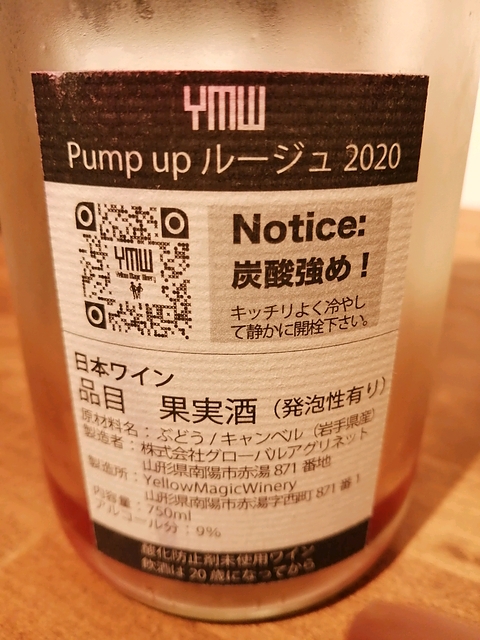 YMW
Pump up ルージュ 2020
YMW
Notice:
炭酸強め！
キッチリよく冷やし
て静かに開栓下さい。
日本ワイン
品目 果実酒（発泡性有り）
原材料名：ぶどう/キャンベル（岩手県産）
製造者：株式会社グローバルアグリネット
山形県南陽市赤湯 871 番地
製造所：YellowMagicWinery
山形県南陽市赤湯字西町 871 番 1
内容量：750ml
アルコール分：9%
酸化防止剤未使用ワイン
飲酒は 20 歳になってから